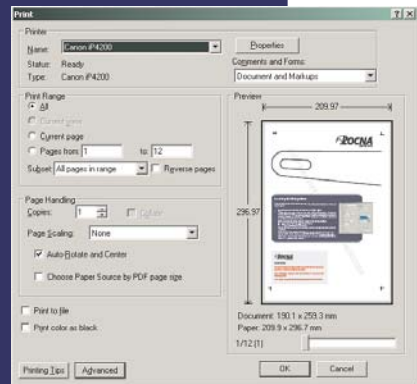 Print
Printer
Name: Canon iP4200
Properties
Status: Ready
Type: Canon iP4200
Comments and Forms:
Document and Markups
Print Range
All
Current view
Current page
Pages from: 1 to: 12
Subset: All pages in range
Reverse pages
Page Handling
Copies: 1
Collate
Page Scaling: None
Auto-Rotate and Center
Choose Paper Source by PDF page size
Print to file
Print color as black
Preview
209.97
296.97
ROCNA
Document: 190.1 x 259.3 mm
Paper: 209.9 x 296.7 mm
1/12 (1)
Printing Tips
Advanced
OK
Cancel